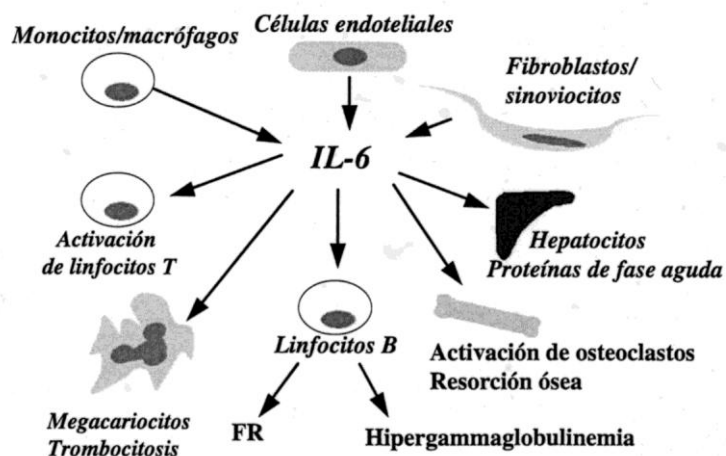 Monocitos/macrófagos
Células endoteliales
Fibroblastos/
sinoviocitos
IL-6
Activación
de linfocitos T
Hepatocitos
Proteínas de fase aguda
Megacariocitos
Trombocitosis
Linfocitos B
Activación de osteoclastos
Resorción ósea
FR
Hipergammaglobulinemia